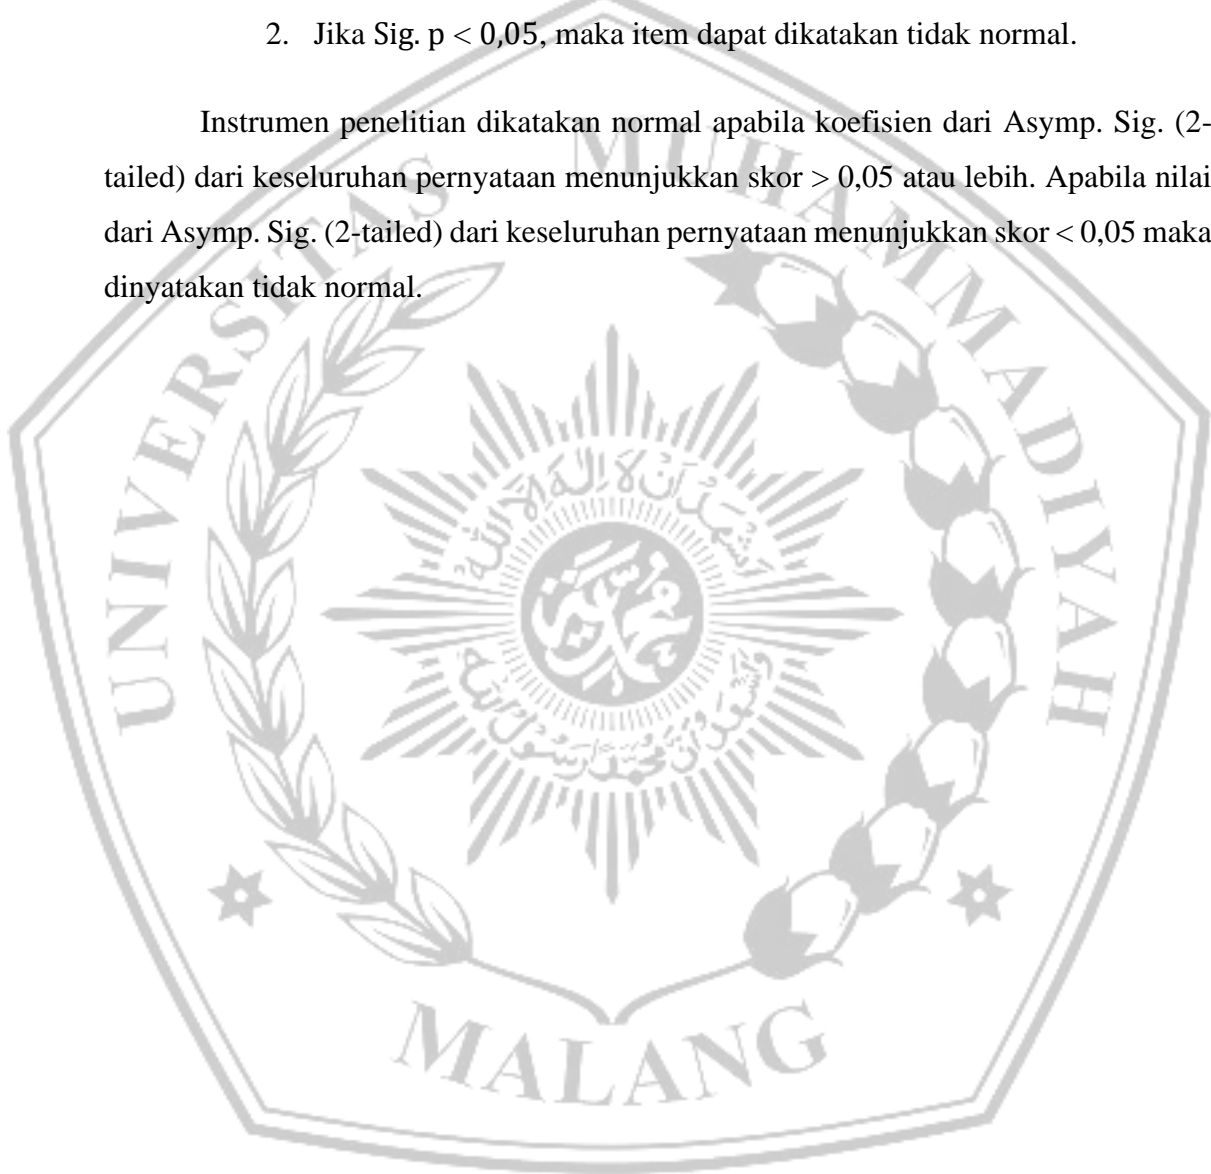 2. Jika Sig. p < 0,05, maka item dapat dikatakan tidak normal.
Instrumen penelitian dikatakan normal apabila koefisien dari Asymp. Sig. (2-
tailed) dari keseluruhan pernyataan menunjukkan skor > 0,05 atau lebih. Apabila nilai
dari Asymp. Sig. (2-tailed) dari keseluruhan pernyataan menunjukkan skor < 0,05 maka
dinyatakan tidak normal.
UNIVERSITAS MUHAMMADIYAH
MALANG